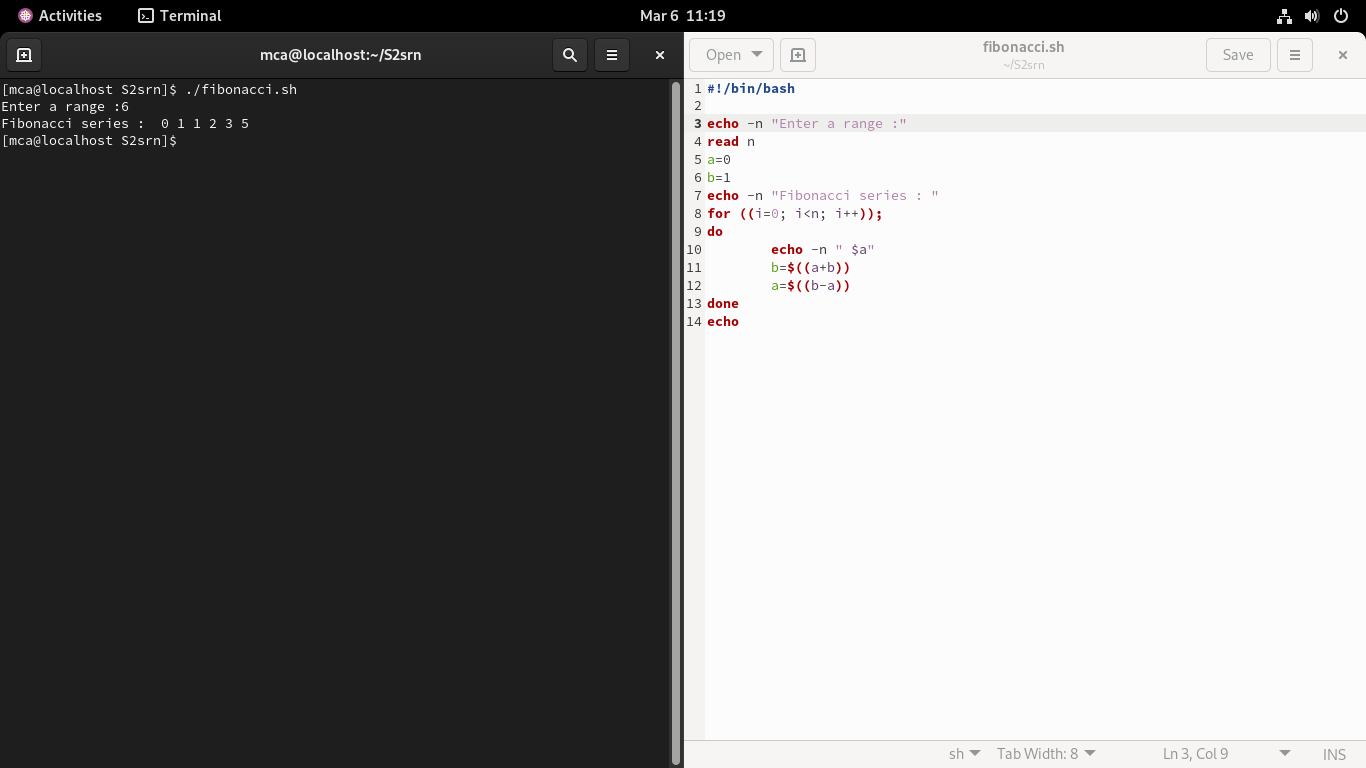 Activities Terminal Mar 6 11:19
mca@localhost:~/S2srn
[mca@localhost S2srn]$ ./fibonacci.sh
Enter a range :6
Fibonacci series :  0 1 1 2 3 5
[mca@localhost S2srn]$
Open fibonacci.sh Save
~/S2srn
1 #!/bin/bash
2
3 echo -n "Enter a range :"
4 read n
5 a=0
6 b=1
7 echo -n "Fibonacci series : "
8 for ((i=0; i<n; i++));
9 do
10         echo -n " $a"
11         b=$((a+b))
12         a=$((b-a))
13 done
14 echo
sh Tab Width: 8 Ln 3, Col 9 INS